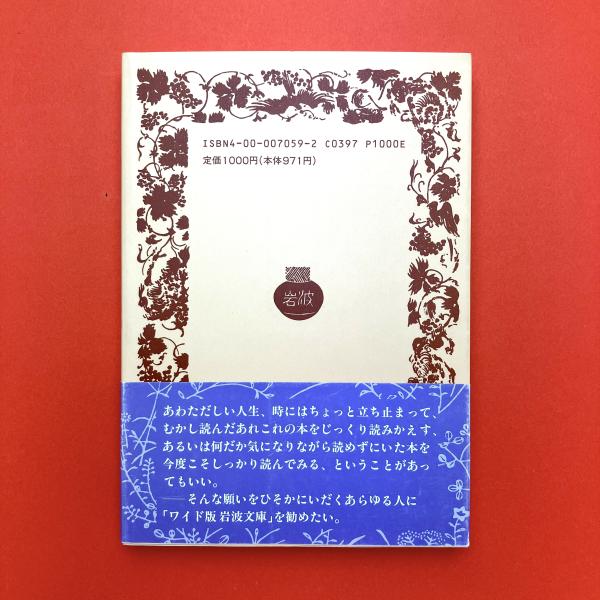 ISBN4-00-007059-2 C0397 P1000E
定価1000円(本体971円)
岩波
あわただしい人生、時にはちょっと立ち止まって、
むかし読んだあれこれの本をじっくり読みかえす、
あるいは何だか気になりながら読めずにいた本を
今度こそしっかり読んでみる、ということがあっ
てもいい。
――そんな願いをひそかにいだくあらゆる人に
「ワイド版 岩波文庫」を勧めたい。